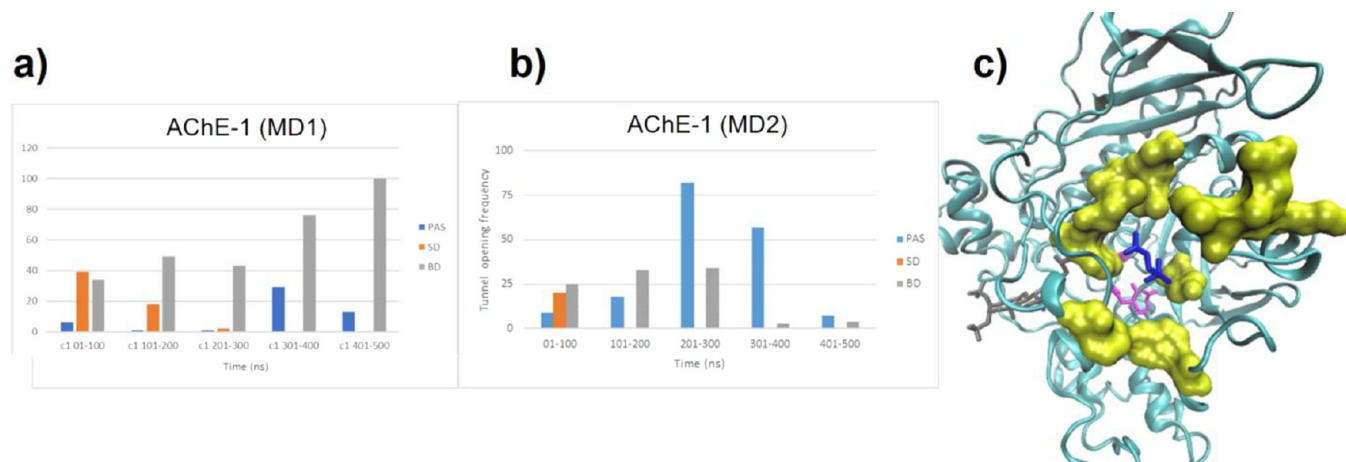 a)
AChE-1 (MD1)
120
100
80
60
40
20
0
c1 01-100 c1 101-200 c1 201-300 c1 301-400 c1 401-500
Time (ns)
PAS
SD
BD
b)
AChE-1 (MD2)
Tunnel opening frequency
100
75
50
25
0
01-100 101-200 201-300 301-400 401-500
Time (ns)
PAS
SD
BD
c)